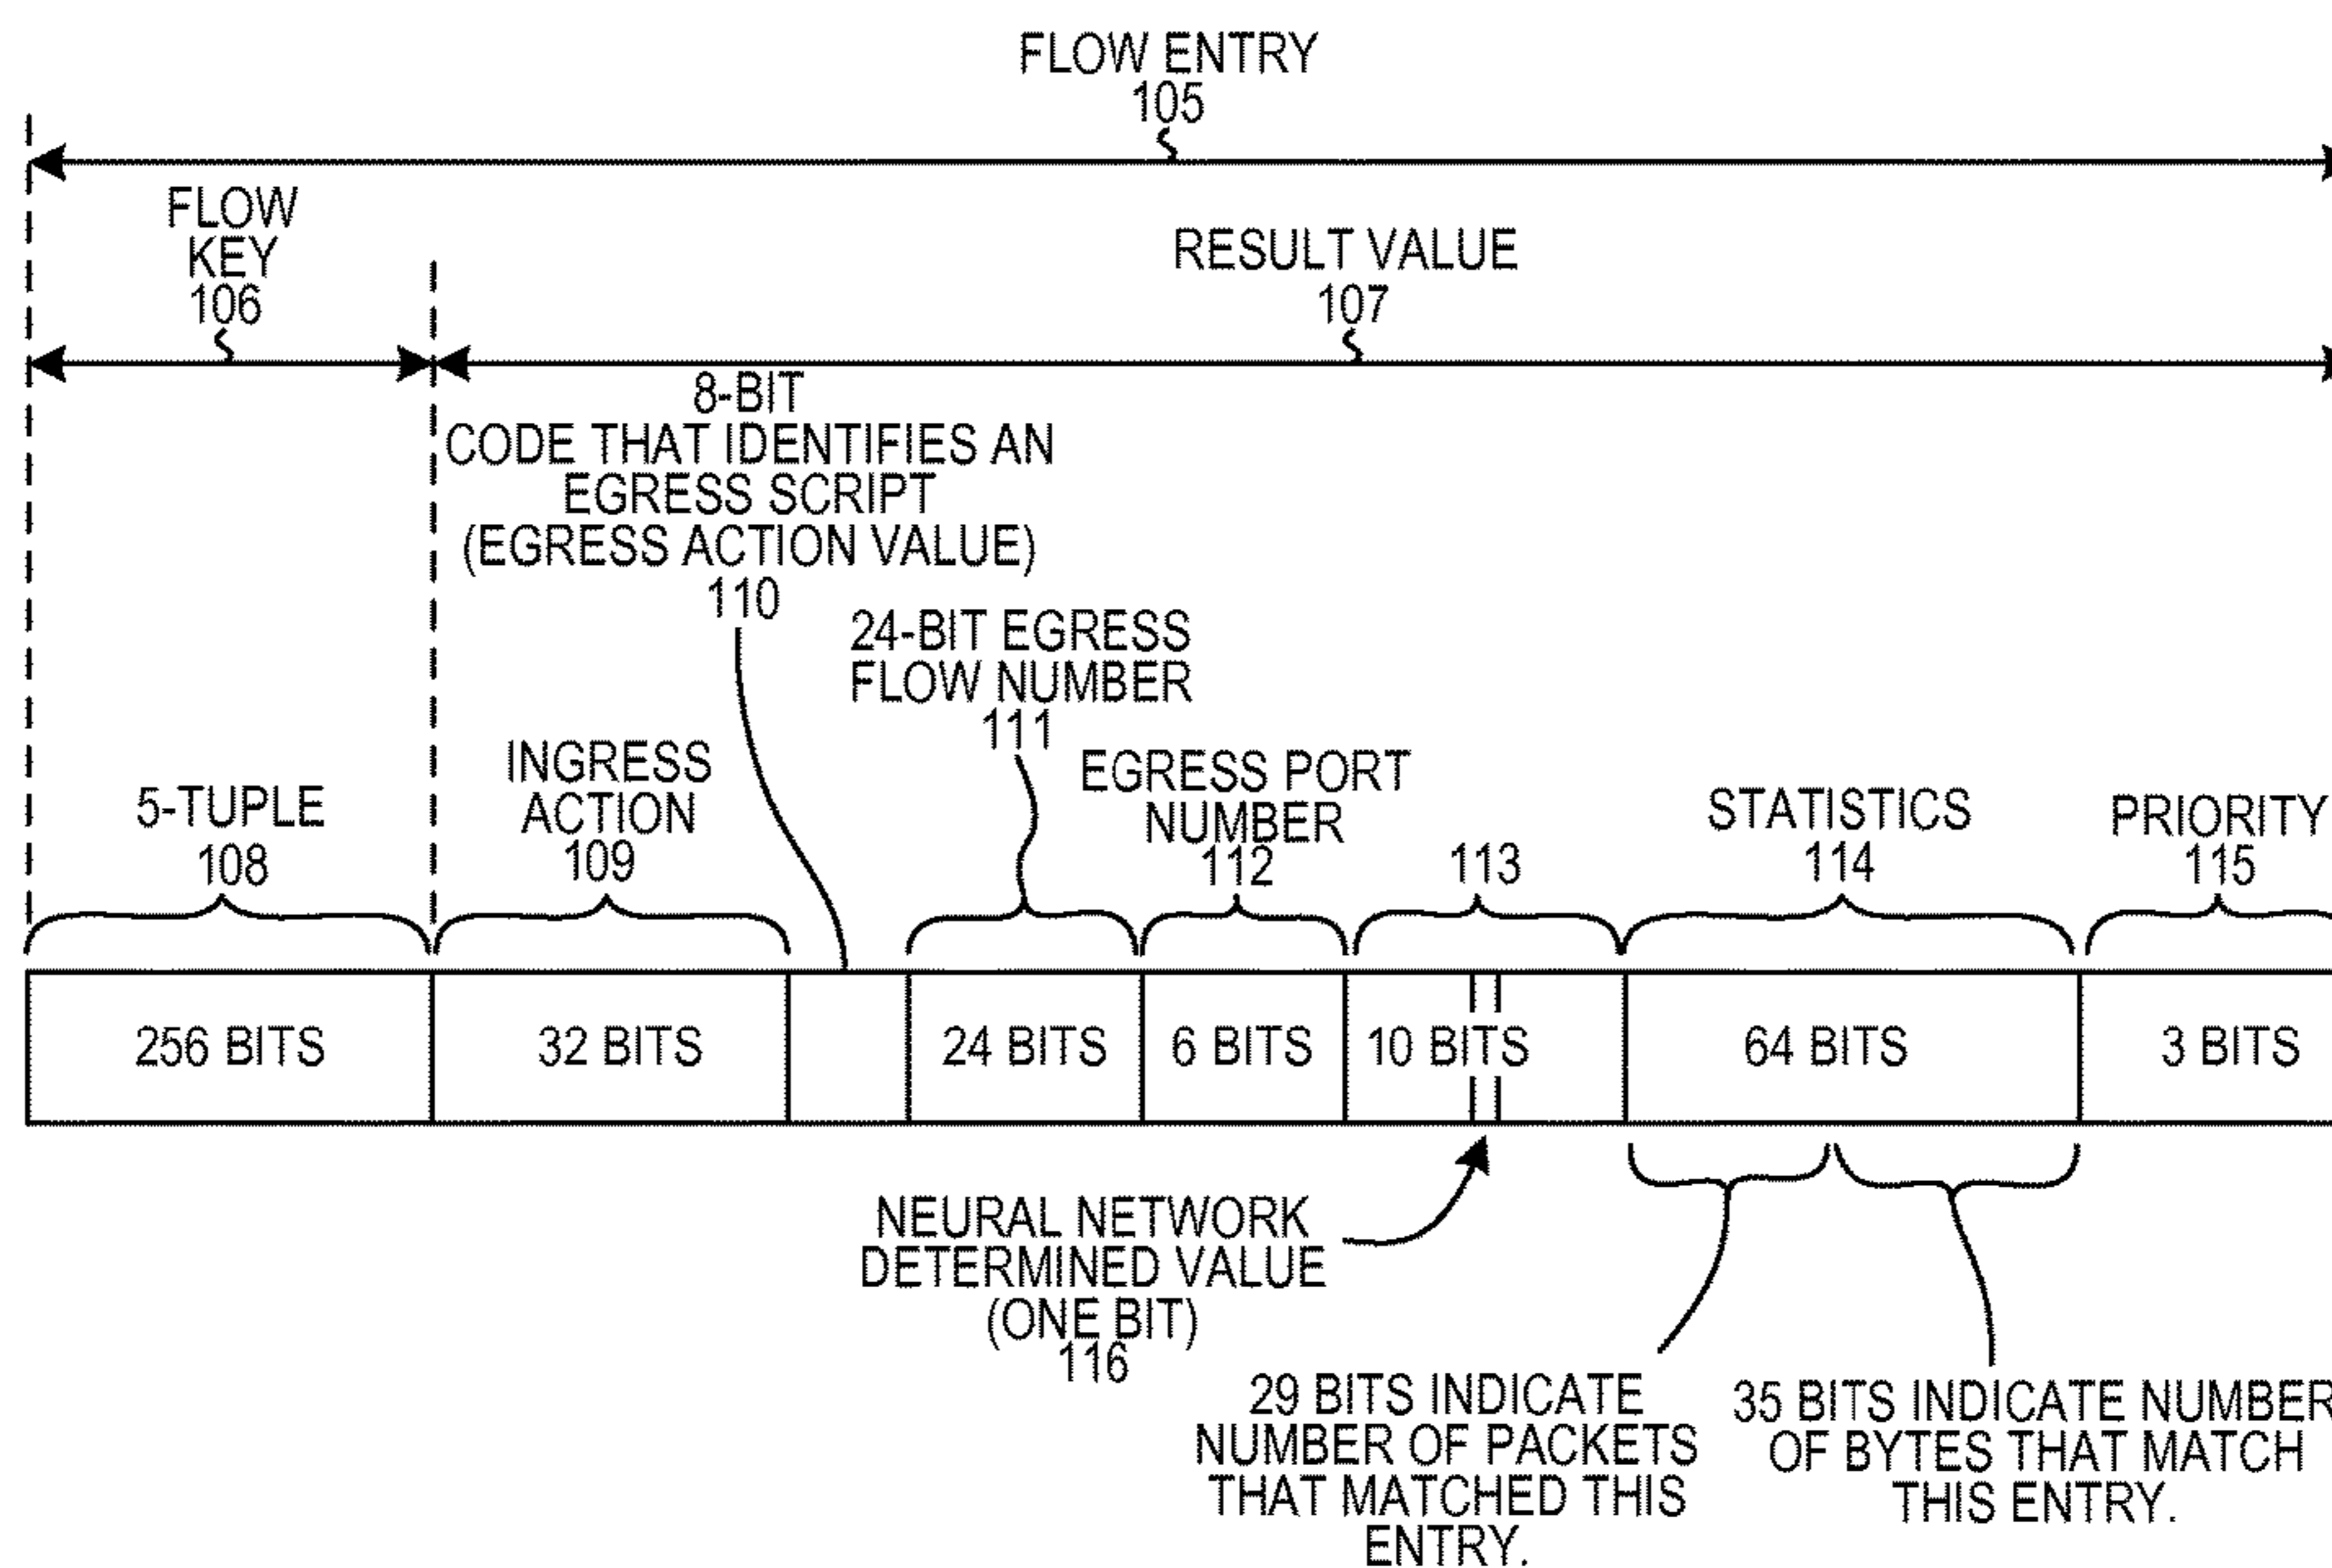 FLOW ENTRY
105
FLOW
KEY
106
RESULT VALUE
107
8-BIT
CODE THAT IDENTIFIES AN
EGRESS SCRIPT
(EGRESS ACTION VALUE)
110
24-BIT EGRESS
FLOW NUMBER
111
5-TUPLE
108
INGRESS
ACTION
109
EGRESS PORT
NUMBER
112
113
STATISTICS
114
PRIORITY
115
256 BITS
32 BITS
24 BITS
6 BITS
10 BITS
64 BITS
3 BITS
NEURAL NETWORK
DETERMINED VALUE
(ONE BIT)
116
29 BITS INDICATE
NUMBER OF PACKETS
THAT MATCHED THIS
ENTRY.
35 BITS INDICATE NUMBER
OF BYTES THAT MATCH
THIS ENTRY.